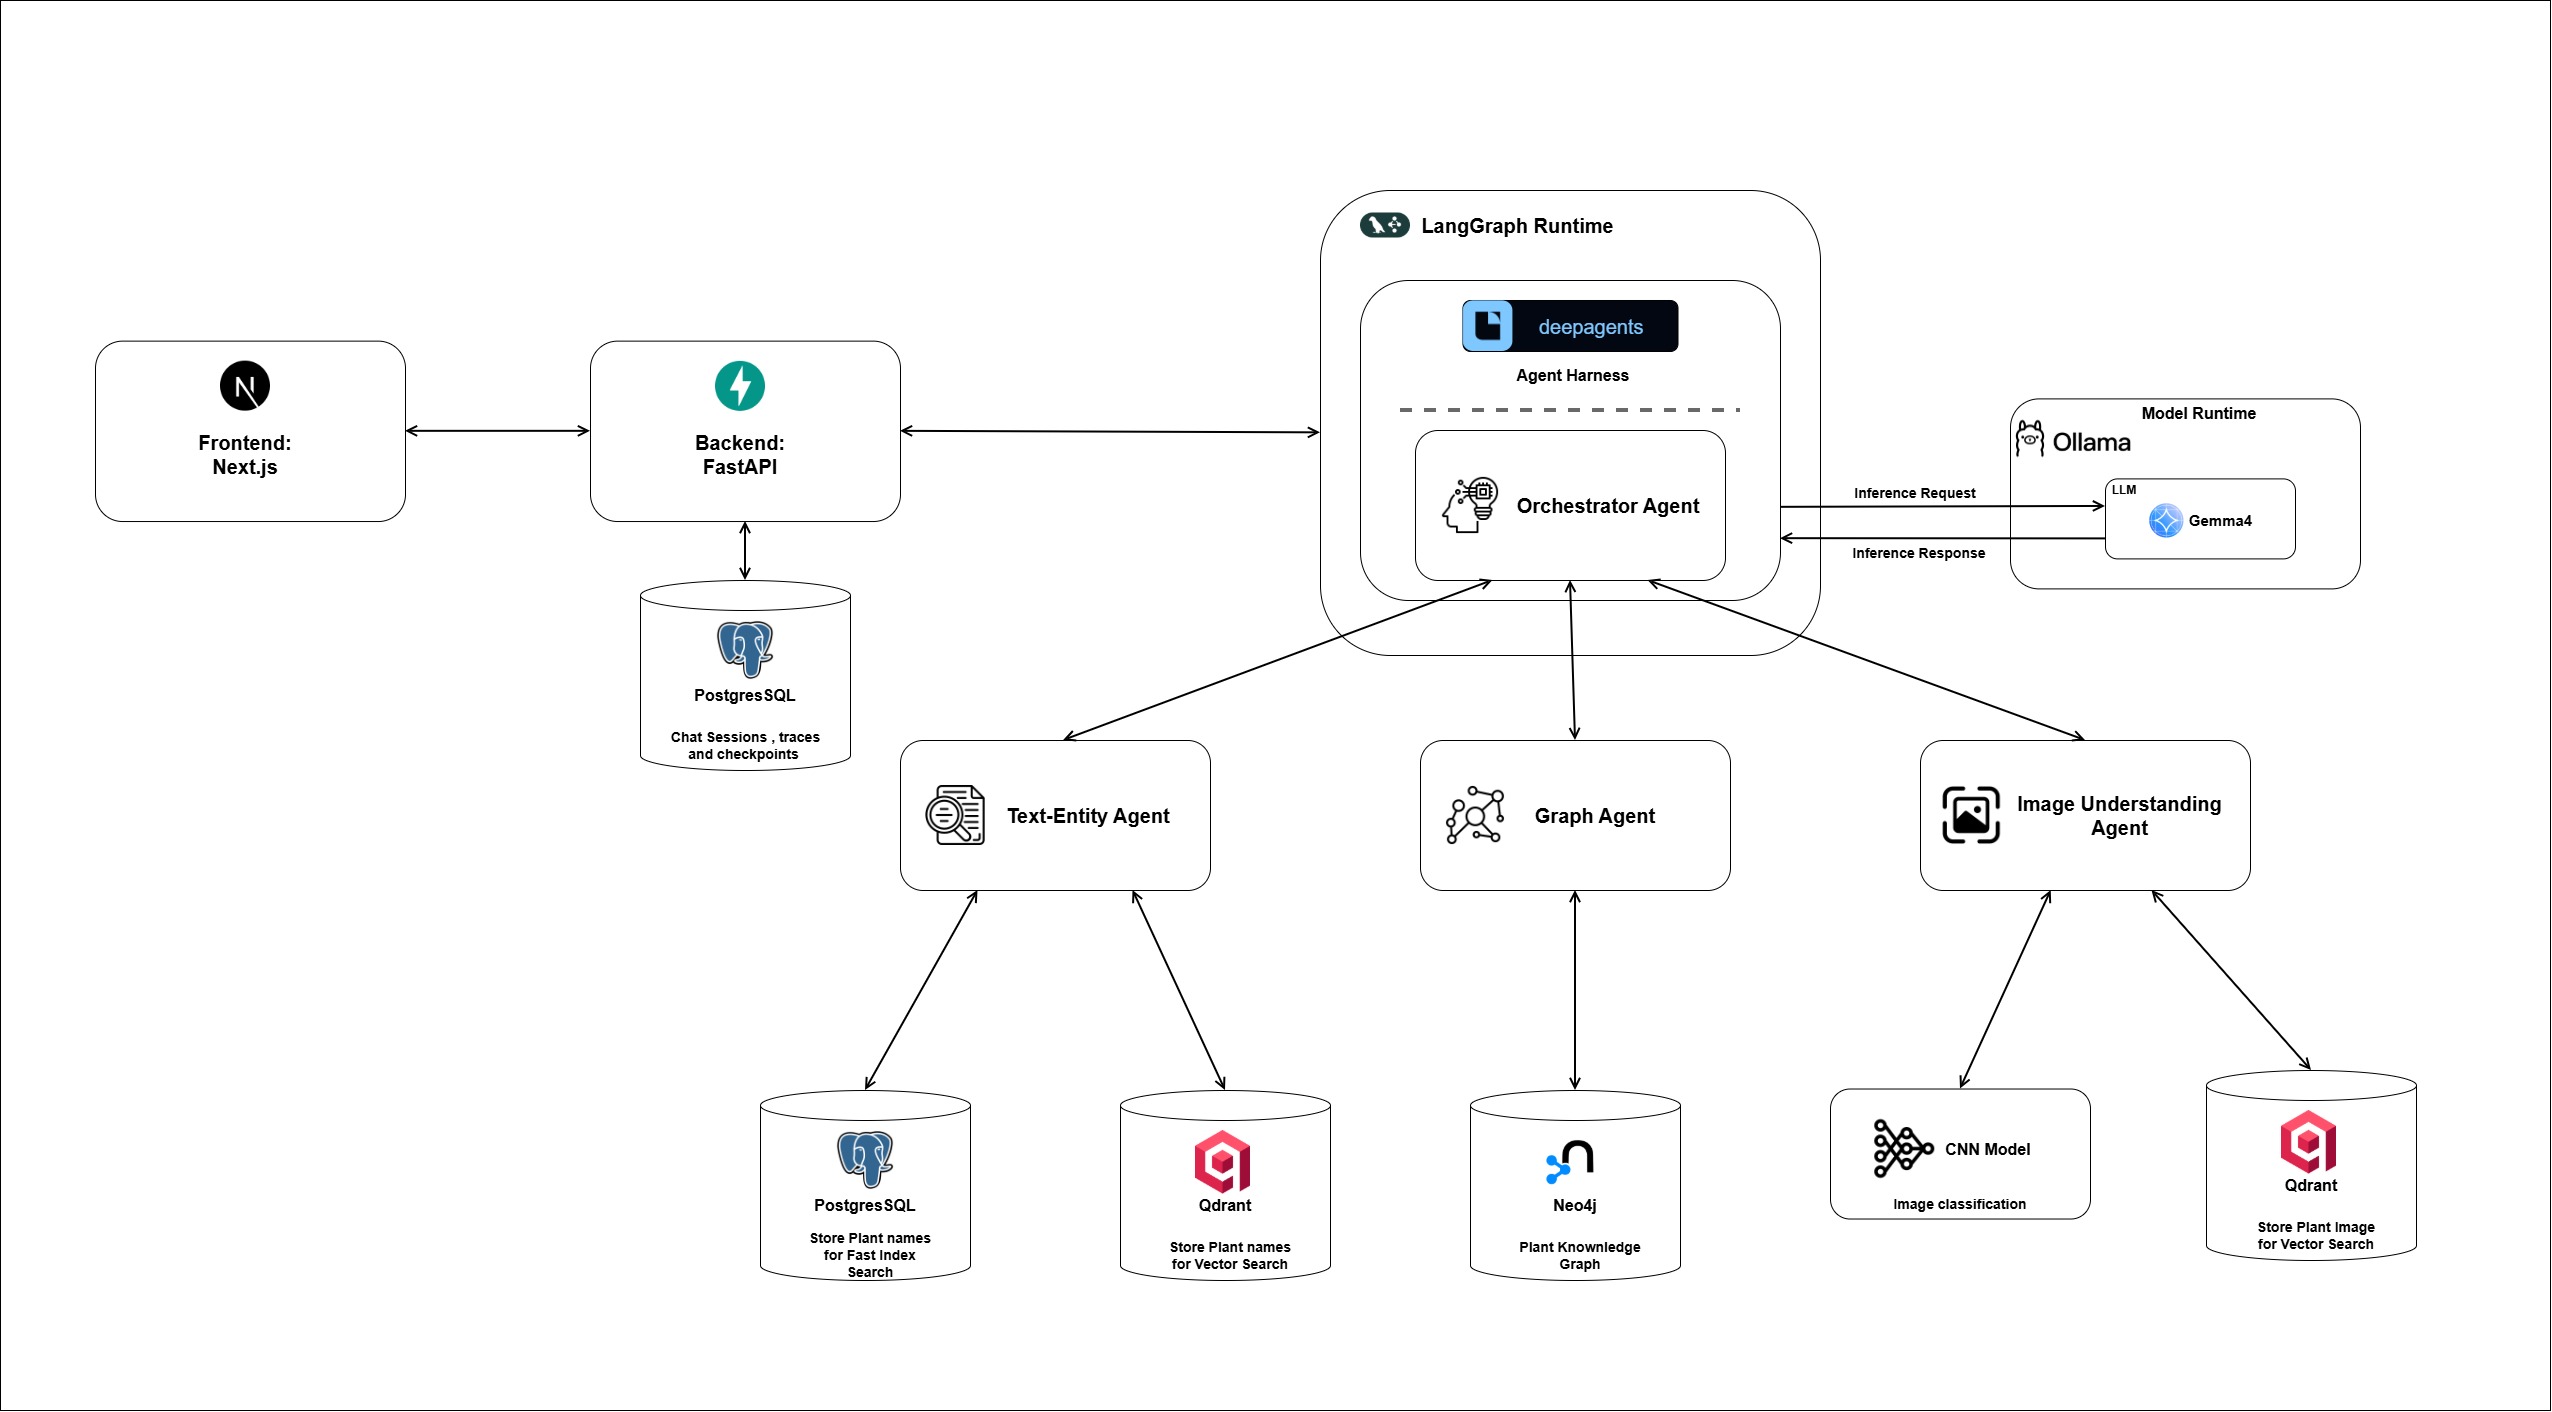 LangGraph Runtime
deepagents
Agent Harness
Orchestrator Agent
Frontend:
Next.js
Backend:
FastAPI
Model Runtime
Ollama
LLM
Gemma4
Inference Request
Inference Response
PostgresSQL
Chat Sessions , traces
and checkpoints
Text-Entity Agent
Graph Agent
Image Understanding
Agent
PostgresSQL
Store Plant names
for Fast Index
Search
Qdrant
Store Plant names
for Vector Search
Neo4j
Plant Knownledge
Graph
CNN Model
Image classification
Qdrant
Store Plant Image
for Vector Search